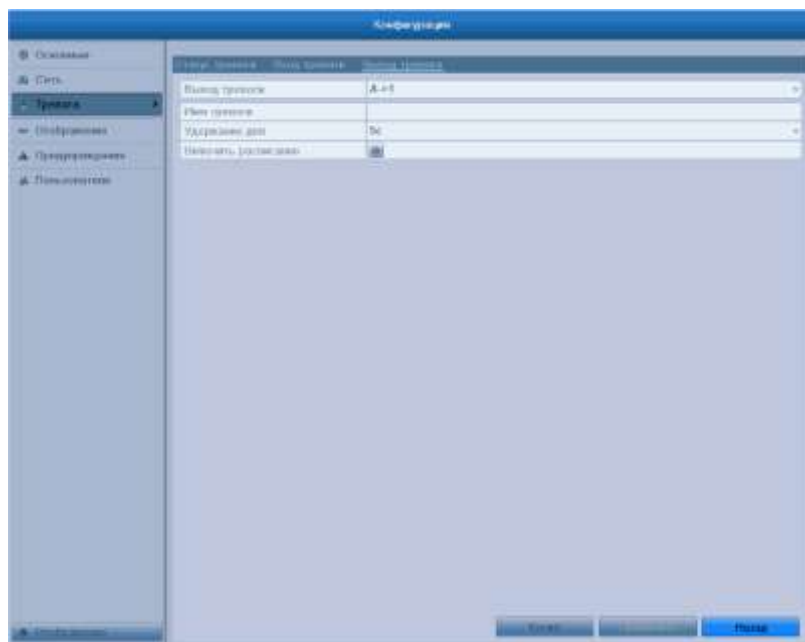 Конфигурация
Основные
Сеть
Тревога
Отображение
Предупреждение
Пользователи
Статус тревоги Вход тревоги Выход тревоги
Выход тревоги A->1
Имя тревоги
Удержание для 5с
Включить расписание
Назад